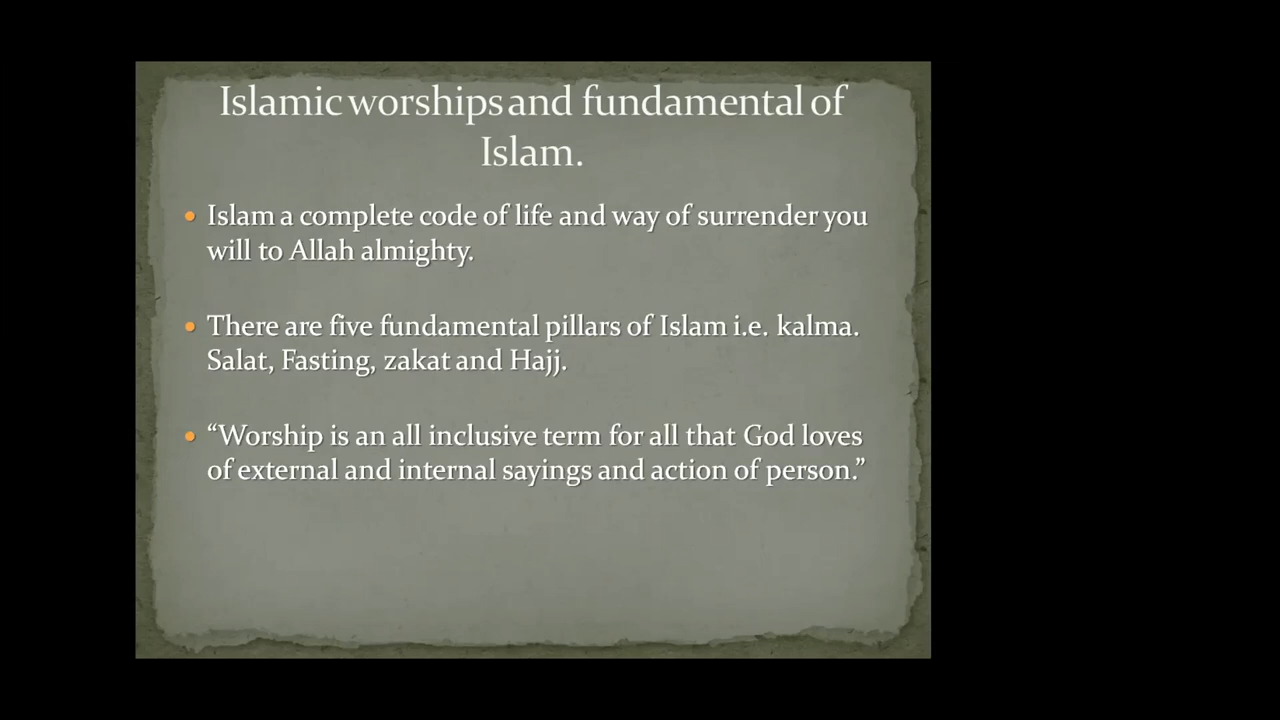 Islamic worships and fundamental of
Islam.
Islam a complete code of life and way of surrender you
will to Allah almighty.
There are five fundamental pillars of Islam i.e. kalma.
Salat, Fasting, zakat and Hajj.
“Worship is an all inclusive term for all that God loves
of external and internal sayings and action of person.”